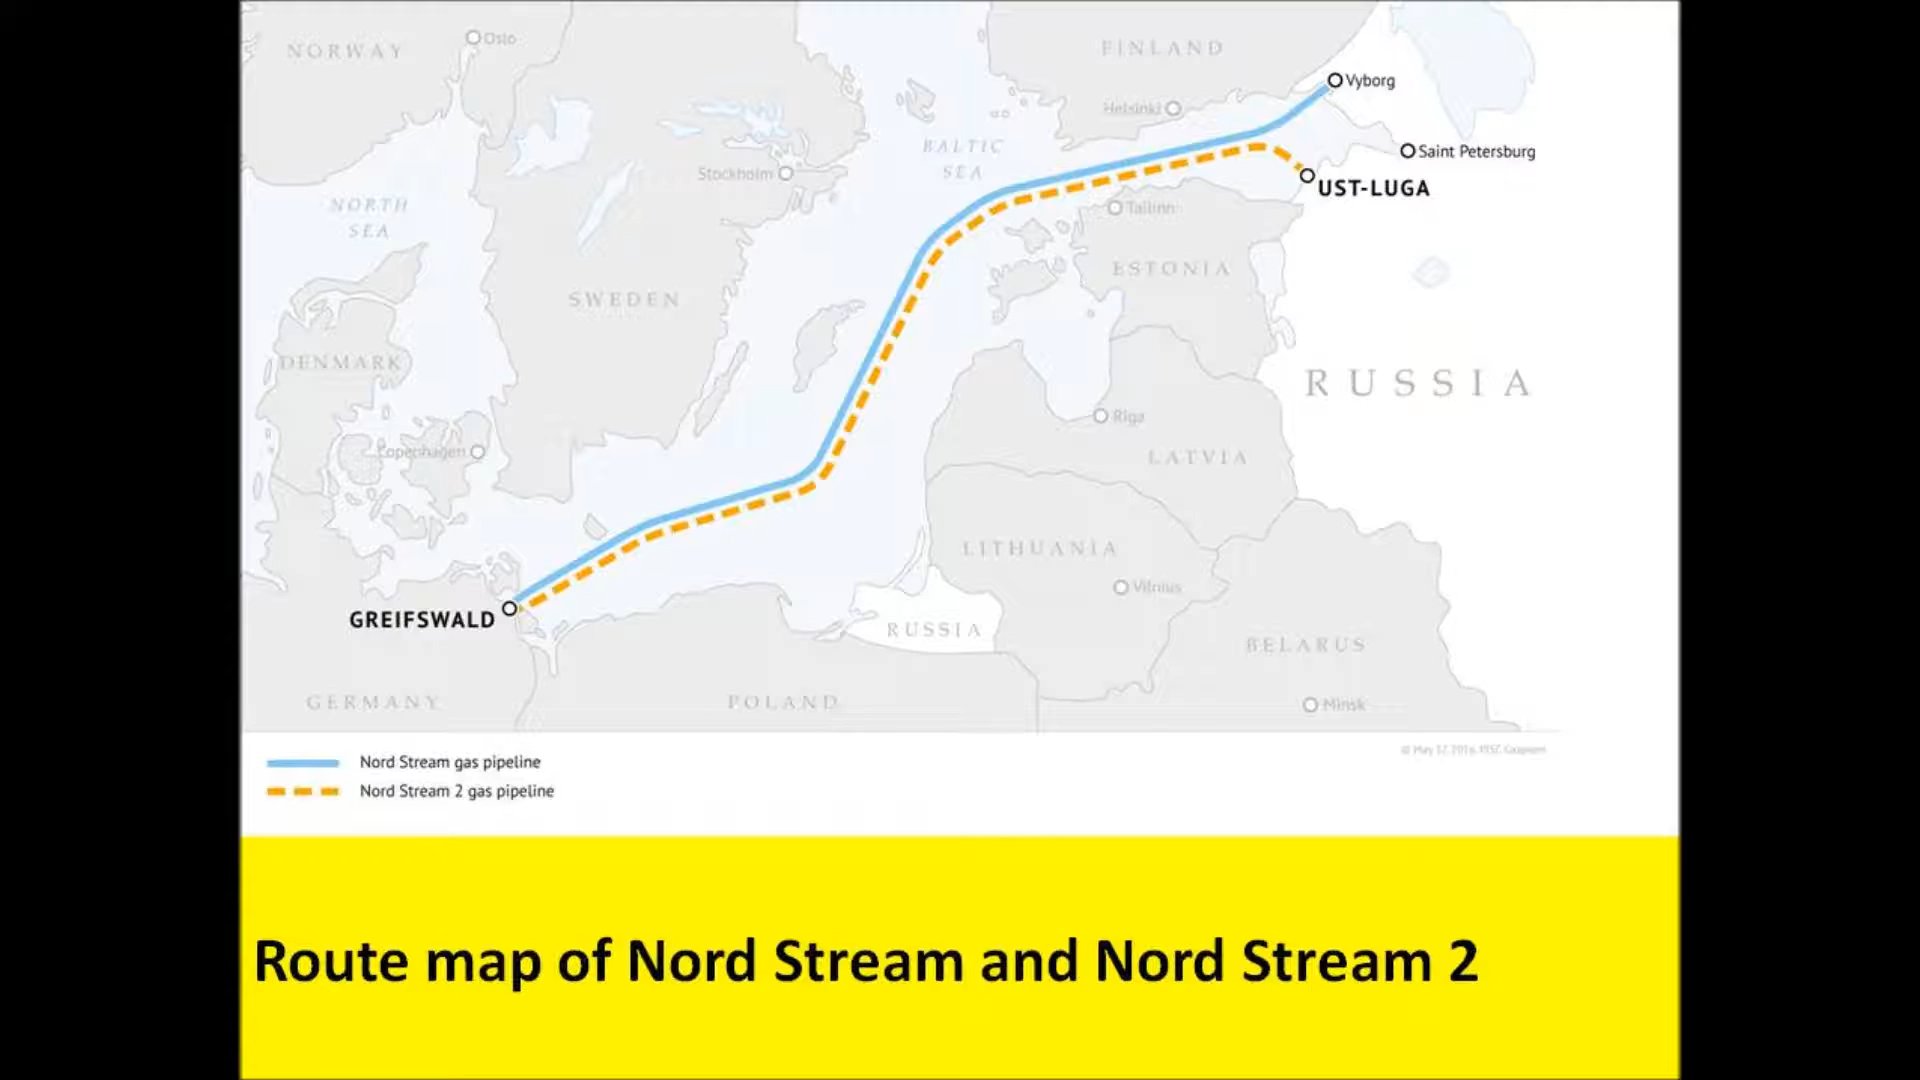 NORWAY
Oslo
FINLAND
Vyborg
Helsinki
BALTIC
SEA
Saint Petersburg
Stockholm
UST-LUGA
NORTH
SEA
Tallinn
ESTONIA
SWEDEN
DENMARK
RUSSIA
Riga
Copenhagen
LATVIA
LITHUANIA
Vilnius
GREIFSWALD
RUSSIA
BELARUS
GERMANY
POLAND
Minsk
Nord Stream gas pipeline
Nord Stream 2 gas pipeline
Route map of Nord Stream and Nord Stream 2